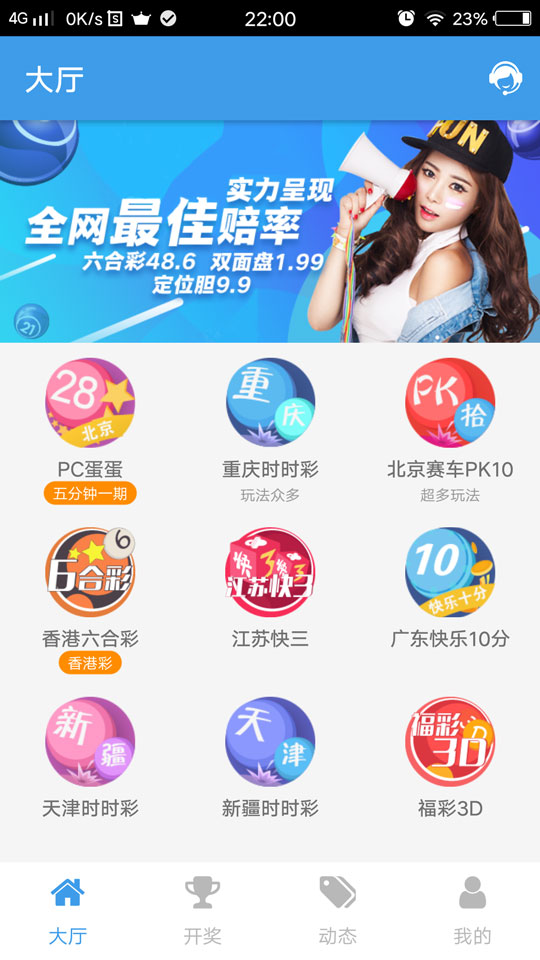 4G 0K/s S 22:00 23%
大厅
UN
实力呈现
全网最佳赔率
六合彩48.6 双面盘1.99
定位胆9.9
21
28 北京
重 庆
PK 拾
PC蛋蛋
重庆时时彩
北京赛车PK10
五分钟一期
玩法众多
超多玩法
6
6合彩
快 3
江苏快3
10
快乐十分
香港六合彩
江苏快三
广东快乐10分
香港彩
新 疆
天 津
福彩
3D
天津时时彩
新疆时时彩
福彩3D
大厅
开奖
动态
我的